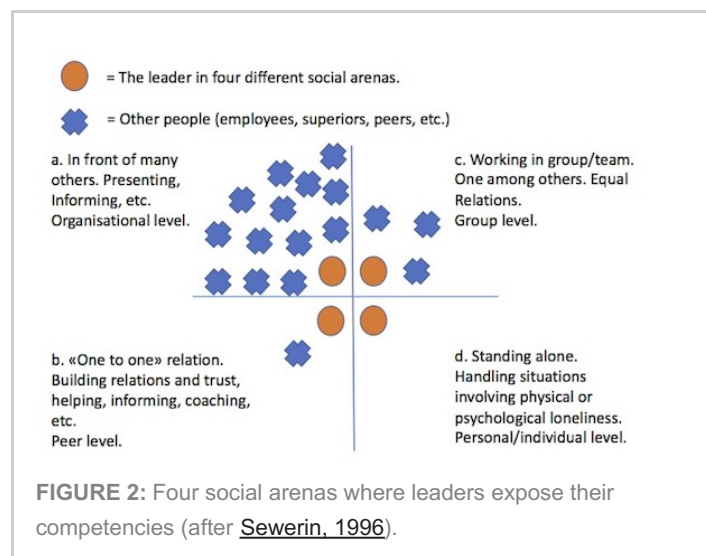 = The leader in four different social arenas.
= Other people (employees, superiors, peers, etc.)
a. In front of many
others. Presenting,
Informing, etc.
Organisational level.
c. Working in group/team.
One among others. Equal
Relations.
Group level.
b. «One to one» relation.
Building relations and trust,
helping, informing, coaching,
etc.
Peer level.
d. Standing alone.
Handling situations
involving physical or
psychological loneliness.
Personal/individual level.
FIGURE 2: Four social arenas where leaders expose their
competencies (after Sewerin, 1996).